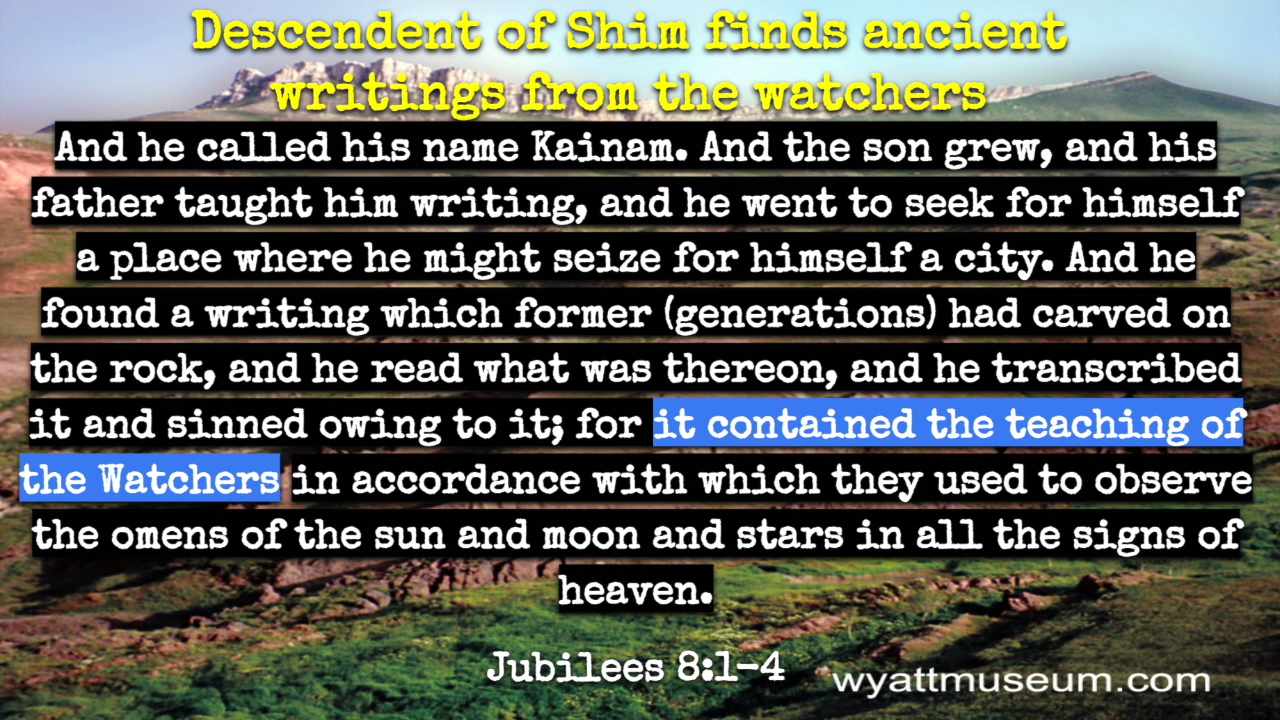 Descendent of Shim finds ancient
writings from the watchers
And he called his name Kainam. And the son grew, and his
father taught him writing, and he went to seek for himself
a place where he might seize for himself a city. And he
found a writing which former (generations) had carved on
the rock, and he read what was thereon, and he transcribed
it and sinned owing to it; for it contained the teaching of
the Watchers in accordance with which they used to observe
the omens of the sun and moon and stars in all the signs of
heaven.
Jubilees 8:1-4
wyattmuseum.com